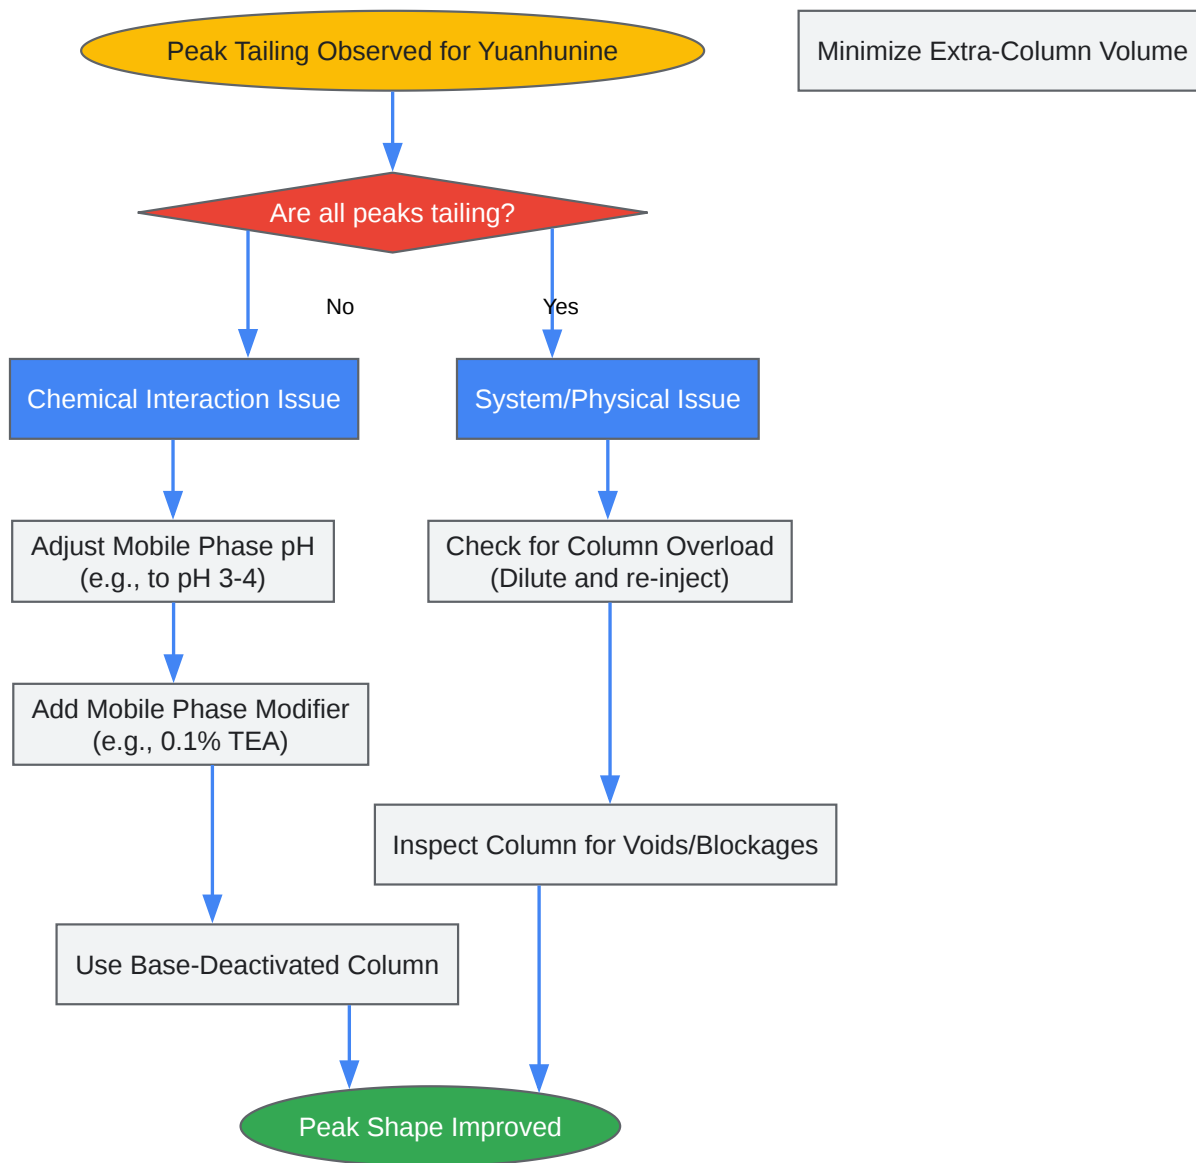 Peak Tailing Observed for Yuanhunine
Minimize Extra-Column Volume
Are all peaks tailing?
No
Yes
Chemical Interaction Issue
System/Physical Issue
Adjust Mobile Phase pH
(e.g., to pH 3-4)
Check for Column Overload
(Dilute and re-inject)
Add Mobile Phase Modifier
(e.g., 0.1% TEA)
Inspect Column for Voids/Blockages
Use Base-Deactivated Column
Peak Shape Improved